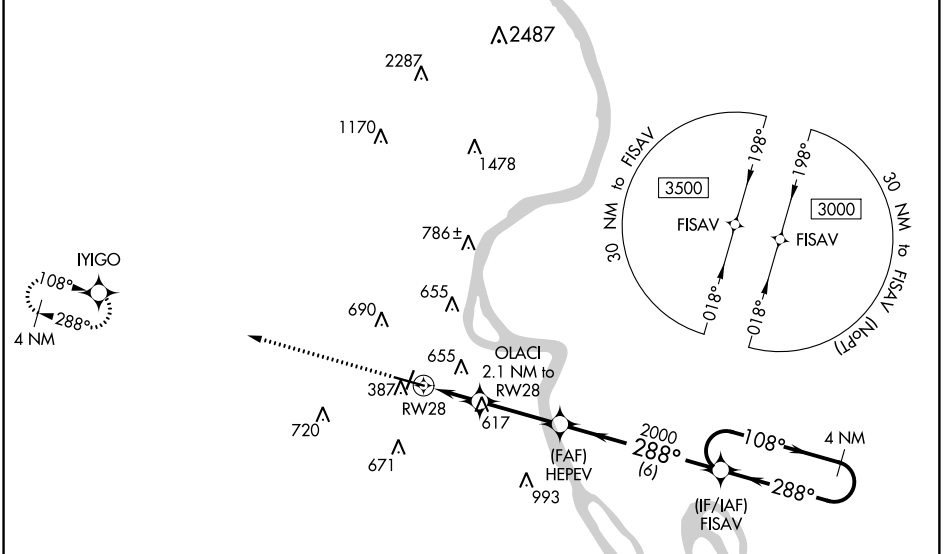 2487
2287
1170
1478
786±
655
690
655
387
617
720
671
993
IYIGO
108°
288°
4 NM
OLACI
2.1 NM to
RW28
RW28
(FAF)
HEPEV
2000
288°
(6)
(IF/IAF)
FISAV
108°
4 NM
288°
30 NM to FISAV
3500
FISAV
198°
018°
30 NM to FISAV (NoPT)
3000
FISAV
198°
018°